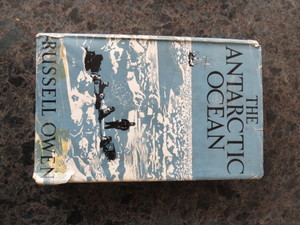 THE
ANTARCTIC
OCEAN
RUSSELL OWEN